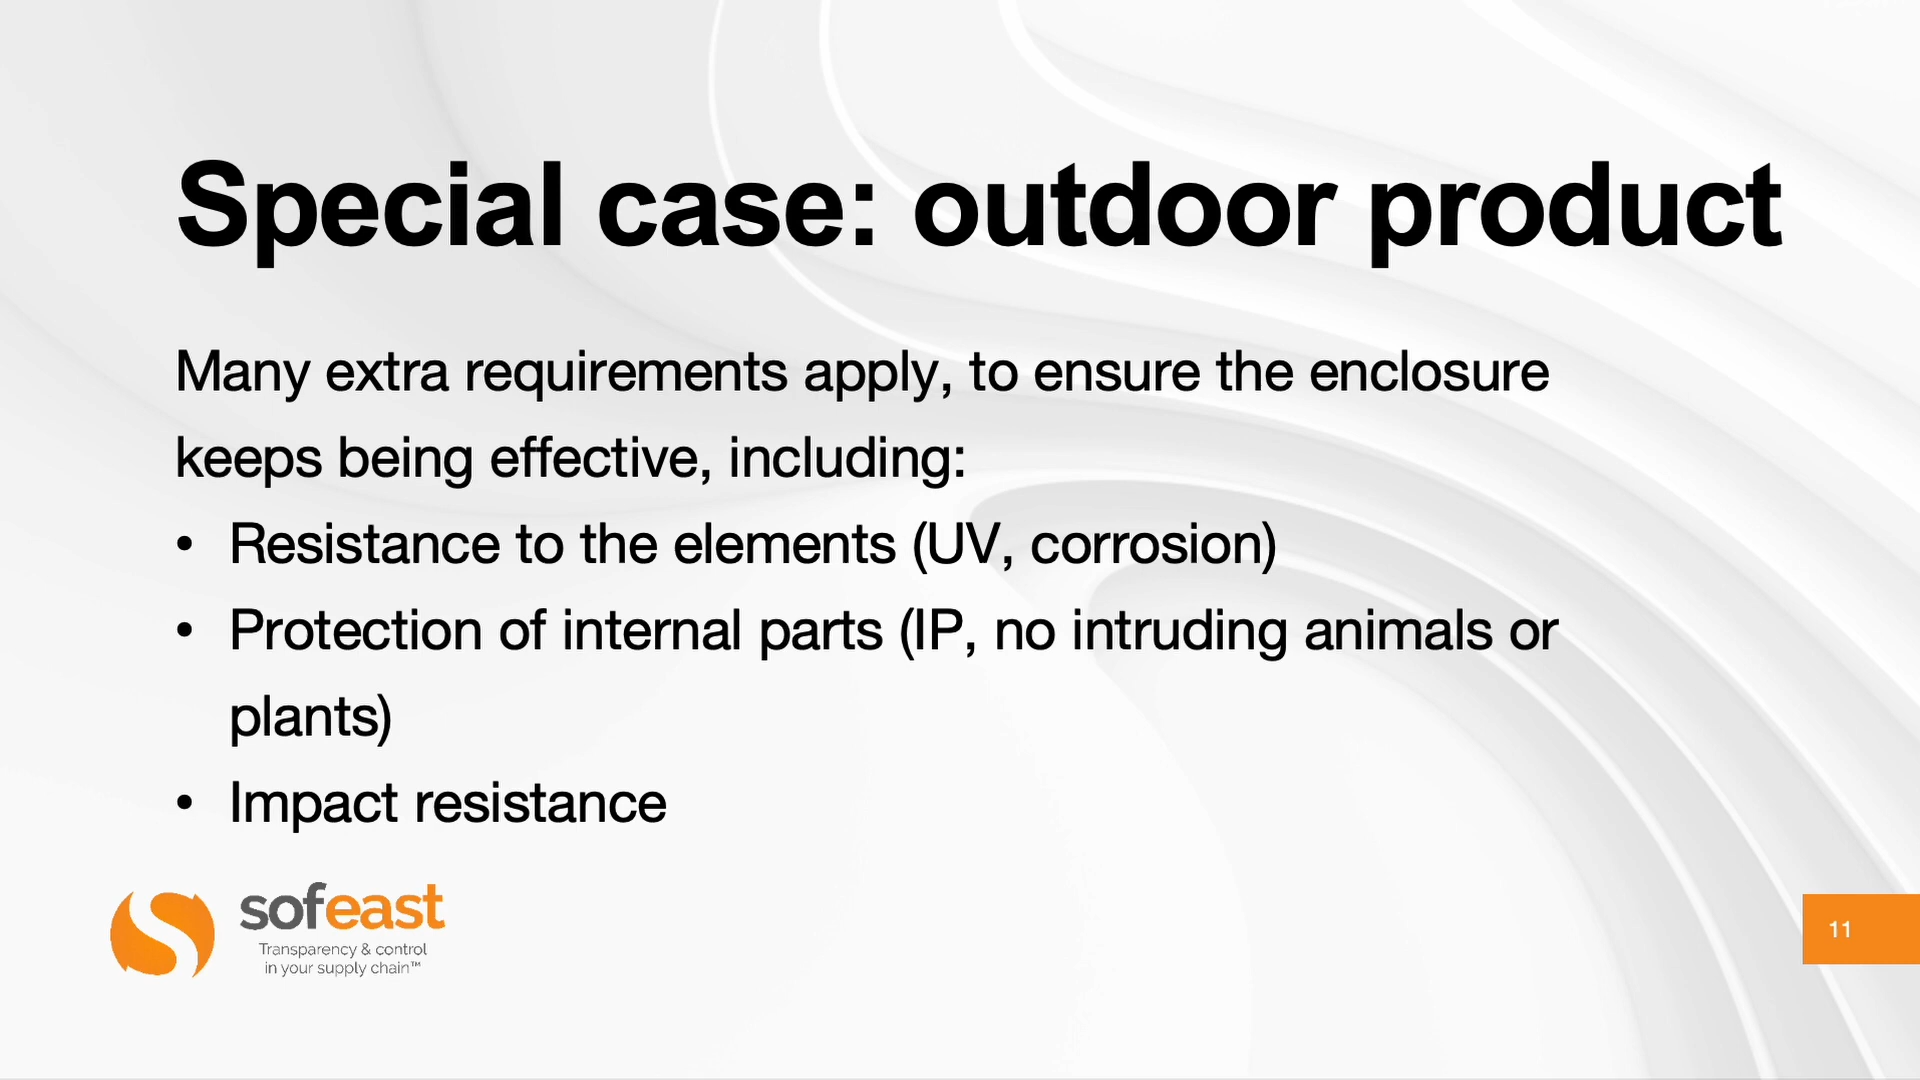 Special case: outdoor product
Many extra requirements apply, to ensure the enclosure
keeps being effective, including:
• Resistance to the elements (UV, corrosion)
• Protection of internal parts (IP, no intruding animals or
plants)
• Impact resistance
sofeast
Transparency & control
in your supply chain™
11